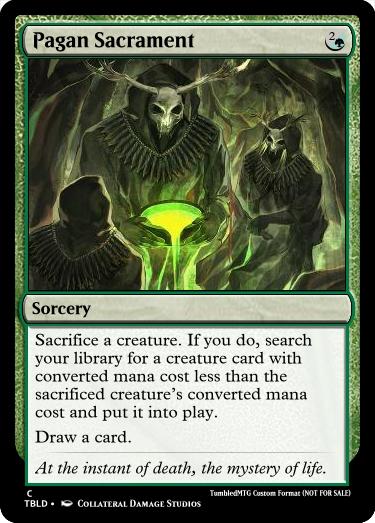 Pagan Sacrament
2
Sorcery
Sacrifice a creature. If you do, search
your library for a creature card with
converted mana cost less than the
sacrificed creature's converted mana
cost and put it into play.
Draw a card.
At the instant of death, the mystery of life.
C
TumbledMTG Custom Format (NOT FOR SALE)
TBLD • Collateral Damage Studios